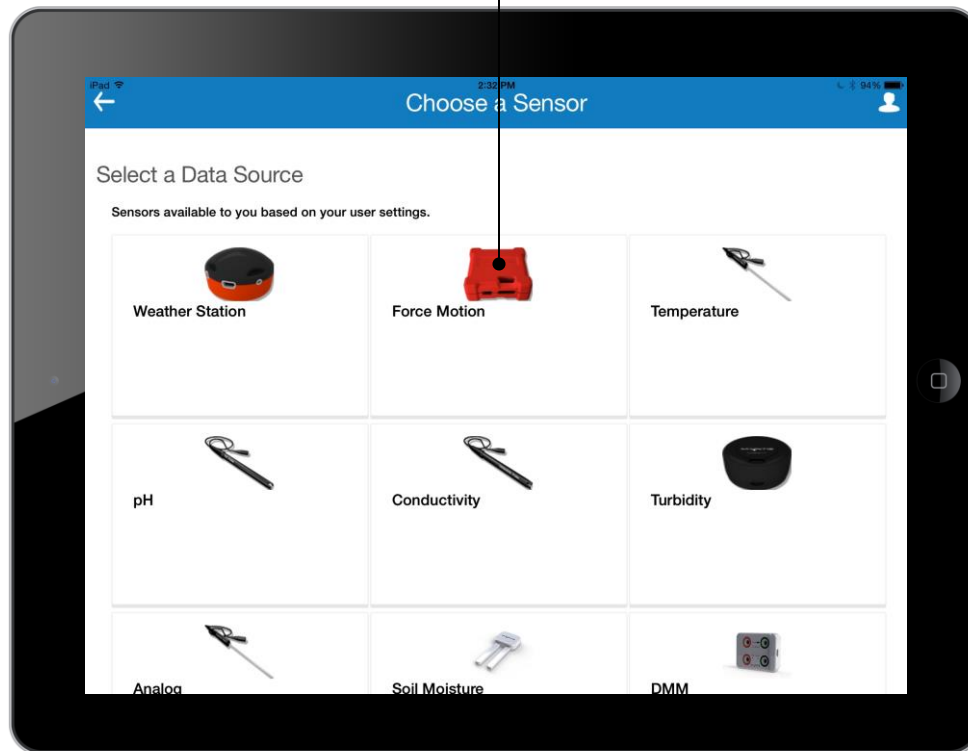 iPad 2:32 PM 94%
Choose a Sensor
Select a Data Source
Sensors available to you based on your user settings.
Weather Station Force Motion Temperature
pH Conductivity Turbidity
Analog Soil Moisture DMM